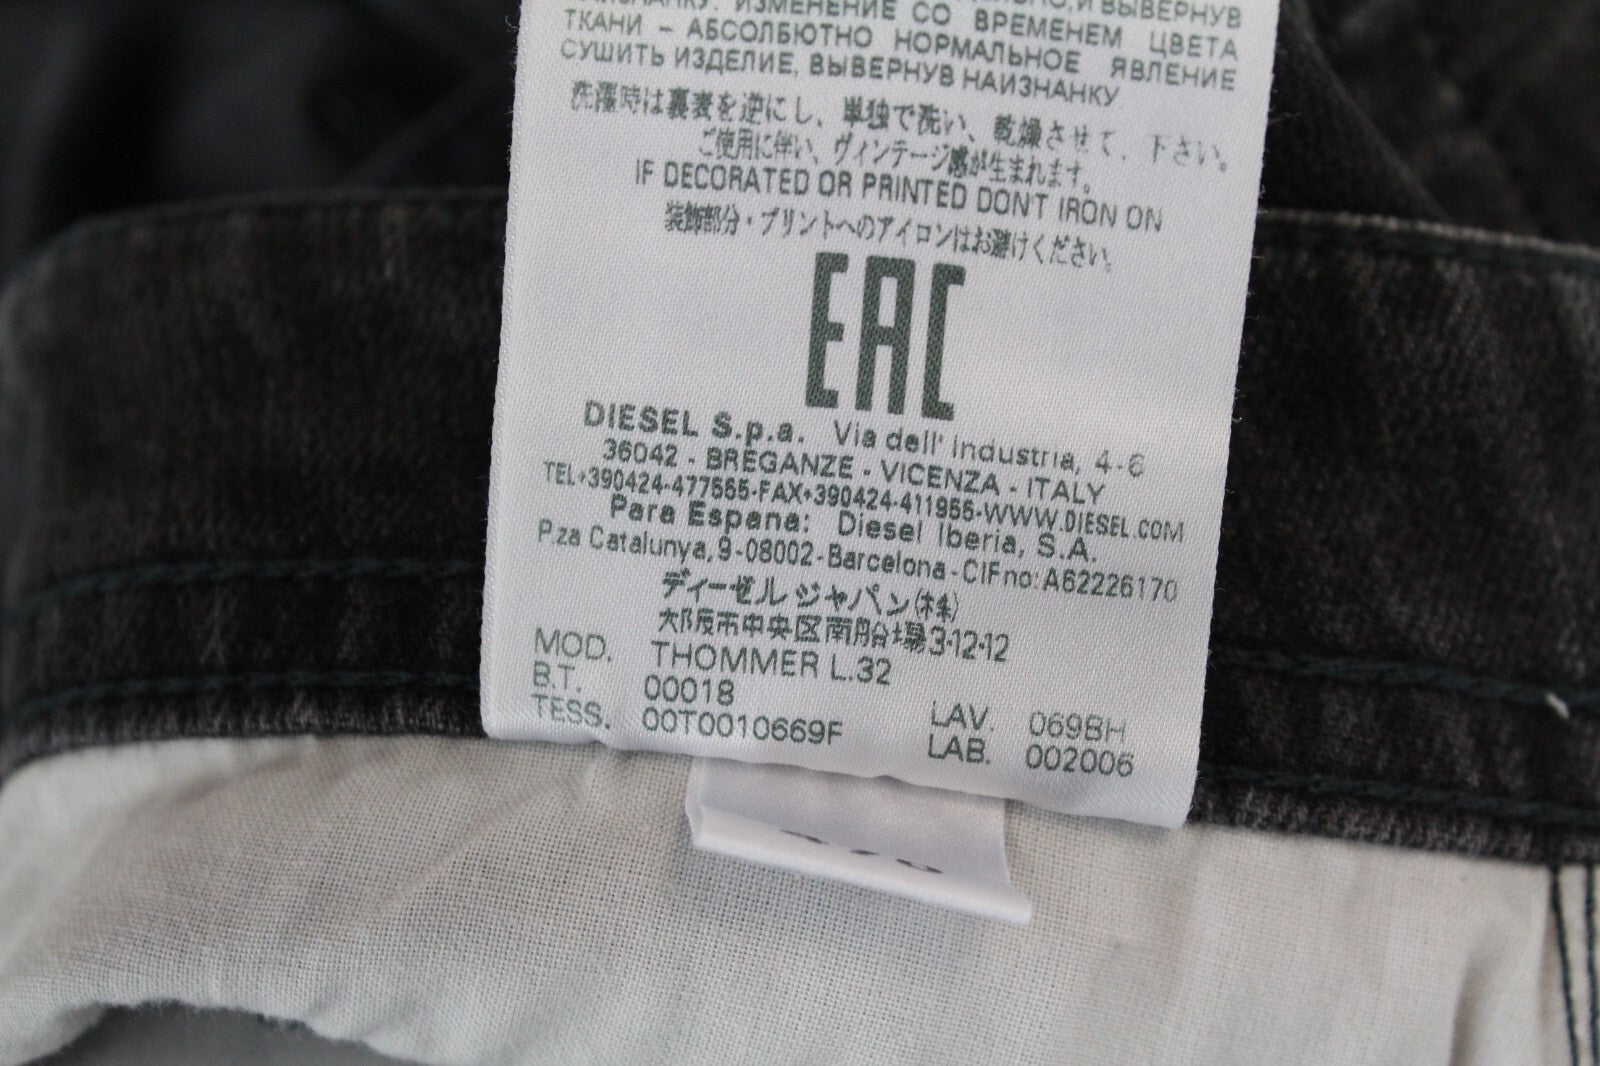 И ВЫВЕРНУВ
НАИЗНАНКУ. ИЗМЕНЕНИЕ СО ВРЕМЕНЕМ ЦВЕТА
ТКАНИ – АБСОЛБЮТНО НОРМАЛЬНОЕ ЯВЛЕНИЕ
СУШИТЬ ИЗДЕЛИЕ, ВЫВЕРНУВ НАИЗНАНКУ
洗濯時は裏表を逆にし、単独で洗い、乾燥させて、下さい。
ご使用に伴い、ヴィンテージ感が生まれます。
IF DECORATED OR PRINTED DON'T IRON ON
装飾部分・プリントへのアイロンはお避けください。
EAC
DIESEL S.p.a. Via dell' Industria, 4-6
36042 - BREGANZE - VICENZA - ITALY
TEL+390424-477555-FAX+390424-411955-WWW.DIESEL.COM
Para Espana: Diesel Iberia, S.A.
P.za Catalunya, 9-08002-Barcelona-CIFno: A62226170
ディーゼル ジャパン(株)
大阪市中央区南船場3-12-12
MOD. THOMMER L.32
B.T. 00018
TESS. 00T0010669F LAV. 069BH
LAB. 002006